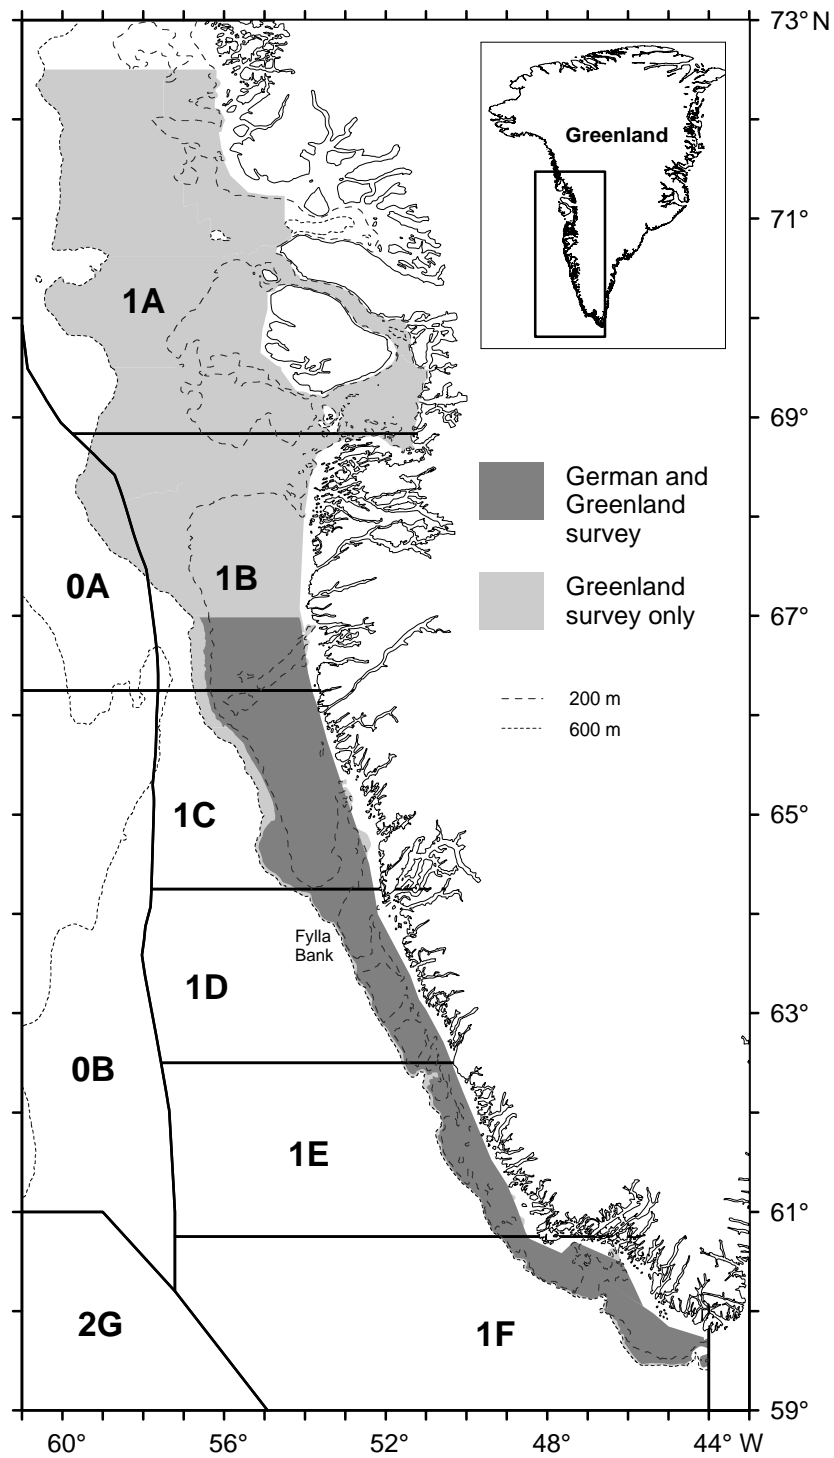 73° N
Greenland
71°
1A
69°
German and
Greenland
survey
0A
1B
Greenland
survey only
67°
200 m
600 m
1C
65°
Fylla
Bank
1D
63°
0B
1E
61°
2G
1F
59°
60°
56°
52°
48°
44° W